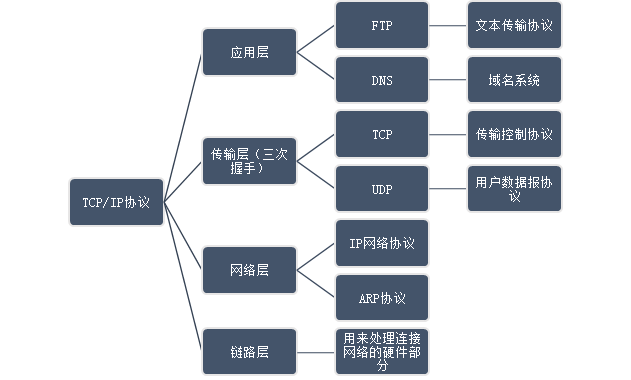 TCP/IP协议
应用层
FTP
文本传输协议
DNS
域名系统
传输层（三次
握手）
TCP
传输控制协议
UDP
用户数据报协
议
网络层
IP网络协议
ARP协议
链路层
用来处理连接
网络的硬件部
分